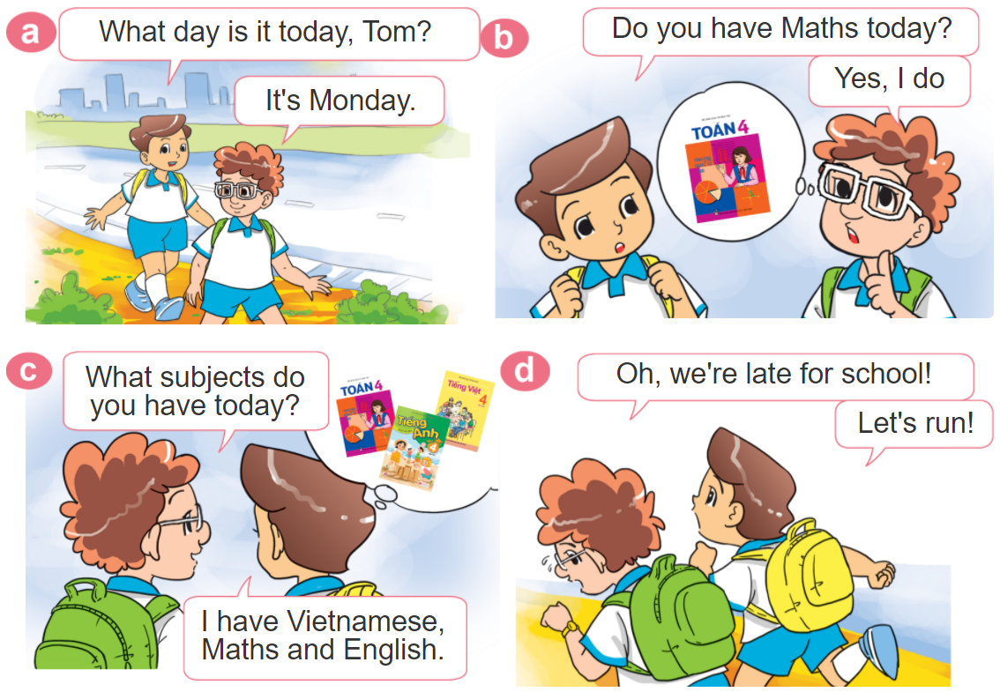 a
What day is it today, Tom?
It's Monday.
b
Do you have Maths today?
Yes, I do
TOÁN 4
c
What subjects do
you have today?
TOÁN 4
Tiếng Việt 4
Tiếng
Anh
4
I have Vietnamese,
Maths and English.
d
Oh, we're late for school!
Let's run!